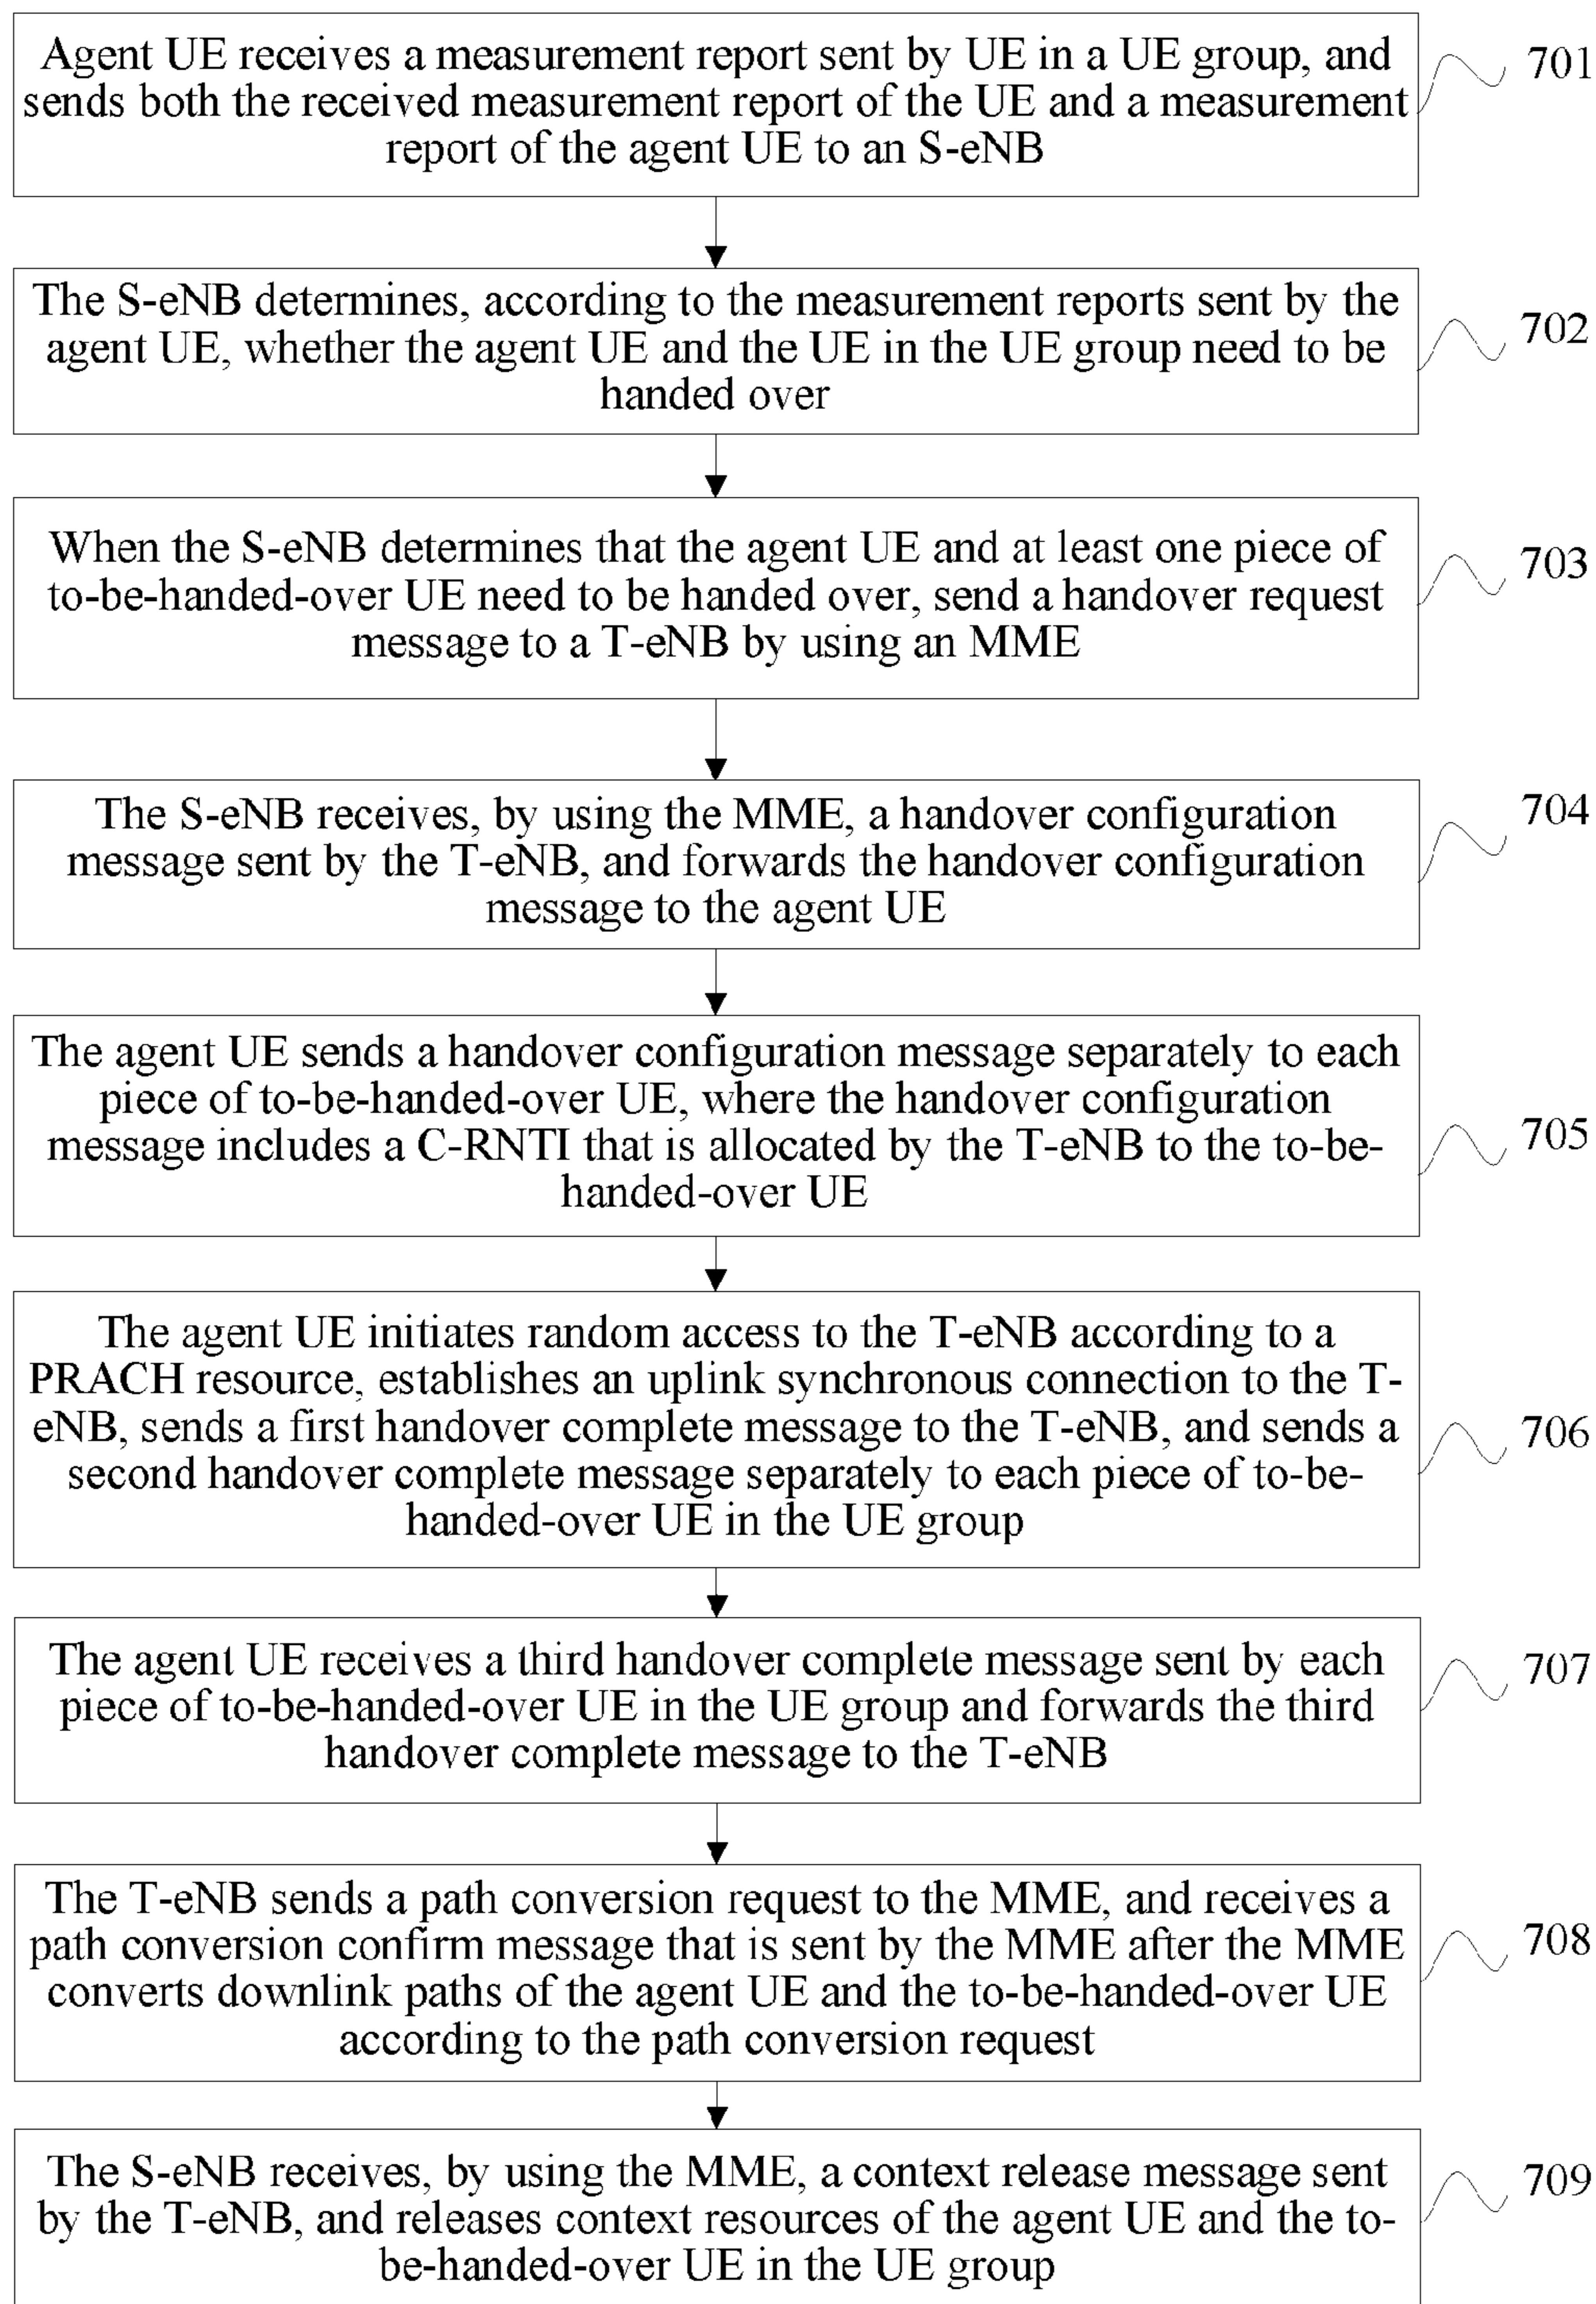 Agent UE receives a measurement report sent by UE in a UE group, and
sends both the received measurement report of the UE and a measurement
report of the agent UE to an S-eNB
701
The S-eNB determines, according to the measurement reports sent by the
agent UE, whether the agent UE and the UE in the UE group need to be
handed over
702
When the S-eNB determines that the agent UE and at least one piece of
to-be-handed-over UE need to be handed over, send a handover request
message to a T-eNB by using an MME
703
The S-eNB receives, by using the MME, a handover configuration
message sent by the T-eNB, and forwards the handover configuration
message to the agent UE
704
The agent UE sends a handover configuration message separately to each
piece of to-be-handed-over UE, where the handover configuration
message includes a C-RNTI that is allocated by the T-eNB to the to-be-
handed-over UE
705
The agent UE initiates random access to the T-eNB according to a
PRACH resource, establishes an uplink synchronous connection to the T-
eNB, sends a first handover complete message to the T-eNB, and sends a
second handover complete message separately to each piece of to-be-
handed-over UE in the UE group
706
The agent UE receives a third handover complete message sent by each
piece of to-be-handed-over UE in the UE group and forwards the third
handover complete message to the T-eNB
707
The T-eNB sends a path conversion request to the MME, and receives a
path conversion confirm message that is sent by the MME after the MME
converts downlink paths of the agent UE and the to-be-handed-over UE
according to the path conversion request
708
The S-eNB receives, by using the MME, a context release message sent
by the T-eNB, and releases context resources of the agent UE and the to-
be-handed-over UE in the UE group
709